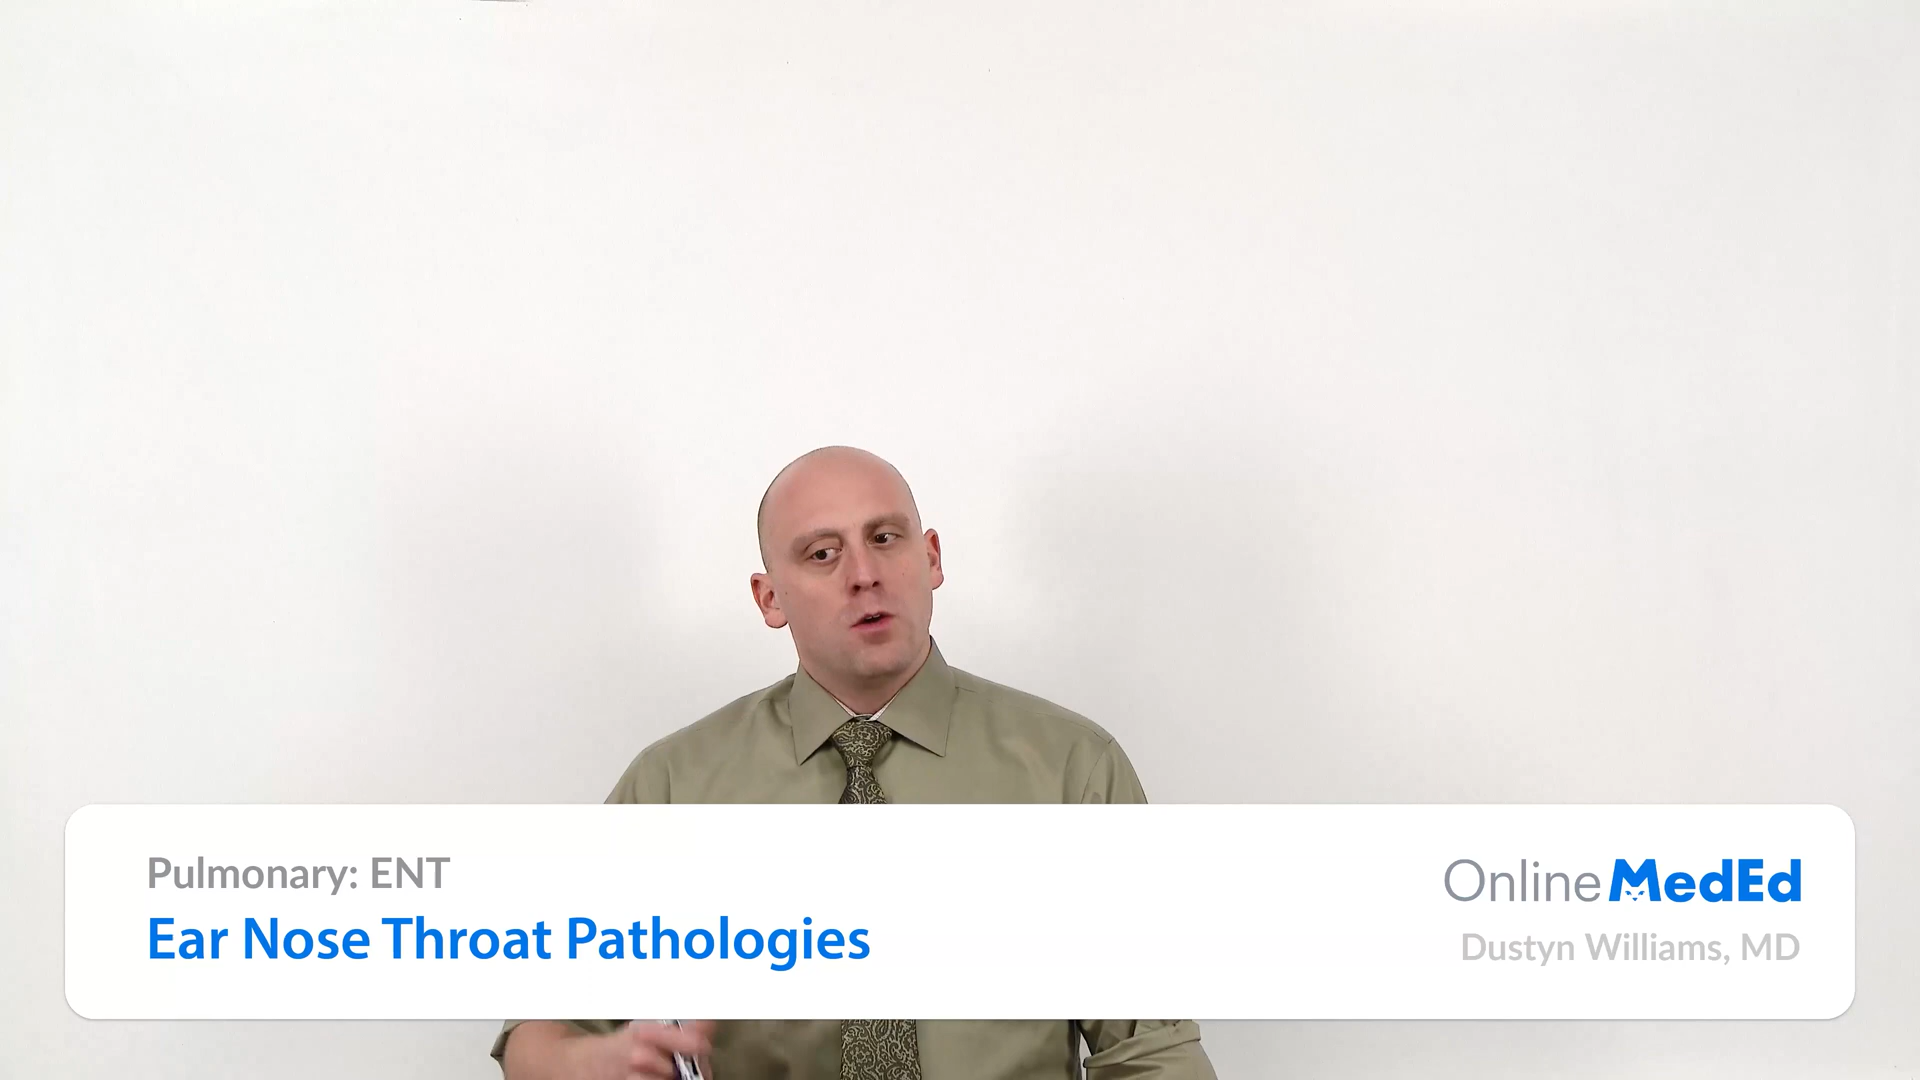 Pulmonary: ENT
Ear Nose Throat Pathologies
OnlineMedEd
Dustyn Williams, MD